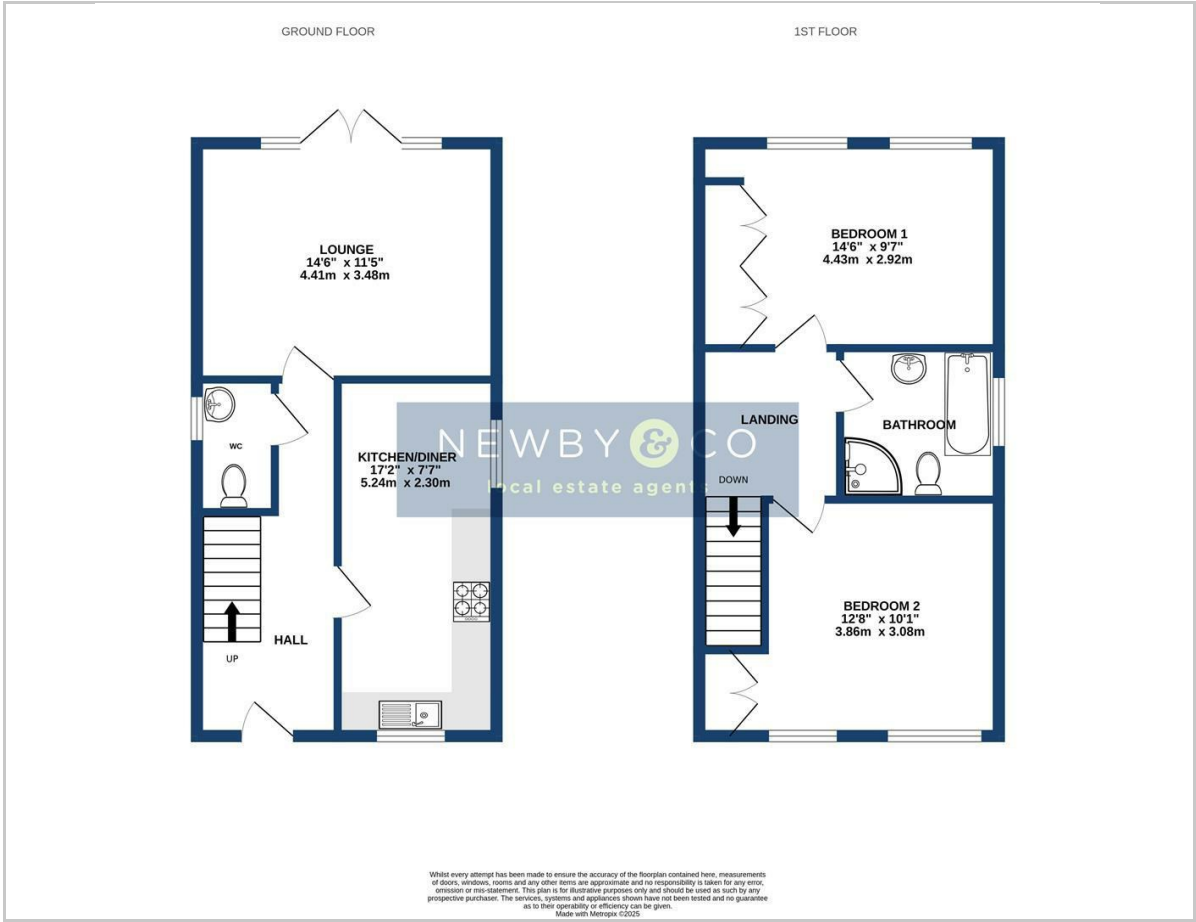 GROUND FLOOR
1ST FLOOR
LOUNGE
14'6" x 11'5"
4.41m x 3.48m
WC
KITCHEN/DINER
17'2" x 7'7"
5.24m x 2.30m
HALL
UP
BEDROOM 1
14'6" x 9'7"
4.43m x 2.92m
LANDING
BATHROOM
DOWN
BEDROOM 2
12'8" x 10'1"
3.86m x 3.08m
NEWBY & CO
local estate agents
Whilst every attempt has been made to ensure the accuracy of the floorplan contained here, measurements
of doors, windows, rooms and any other items are approximate and no responsibility is taken for any error,
omission or mis-statement. This plan is for illustrative purposes only and should be used as such by any
prospective purchaser. The services, systems and appliances shown have not been tested and no guarantee
as to their operability or efficiency can be given.
Made with Metropix ©2025